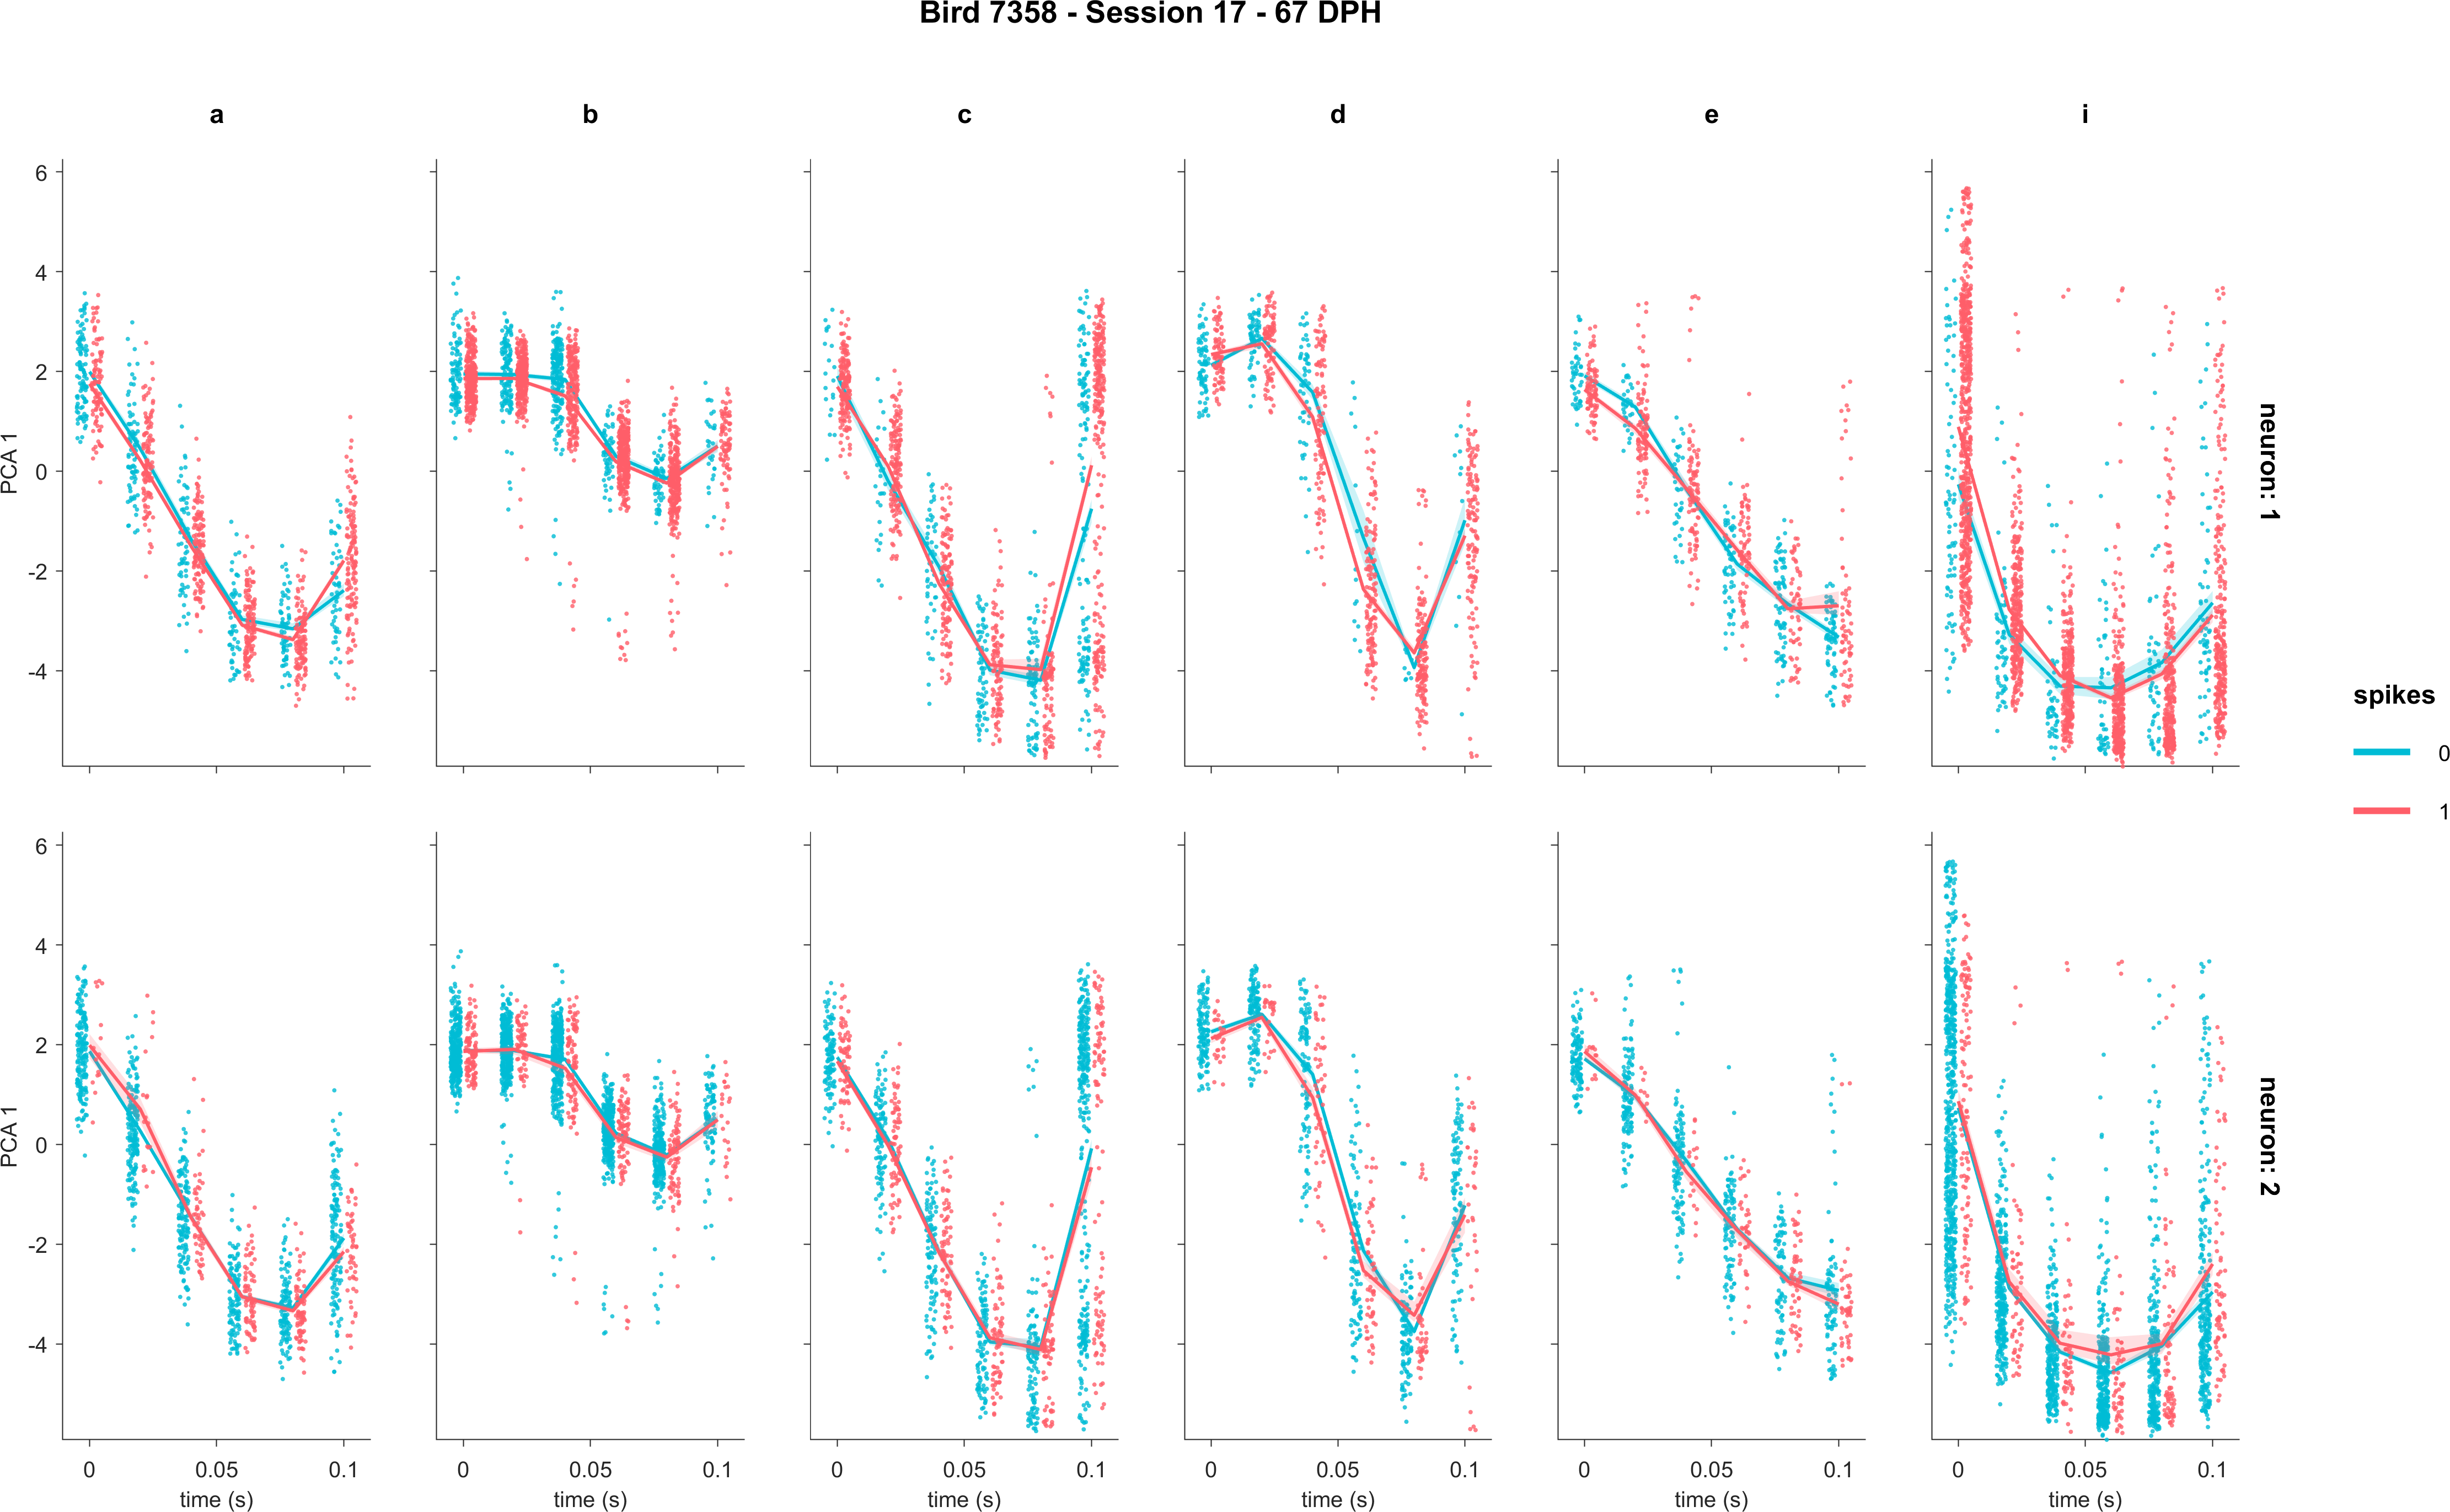 Bird 7358 - Session 17 - 67 DPH
a b c d e i
6
4
2
0
-2
-4
PCA 1
neuron: 1
spikes
0
1
6
4
2
0
-2
-4
PCA 1
neuron: 2
0 0.05 0.1 0 0.05 0.1 0 0.05 0.1 0 0.05 0.1 0 0.05 0.1 0 0.05 0.1
time (s) time (s) time (s) time (s) time (s) time (s)